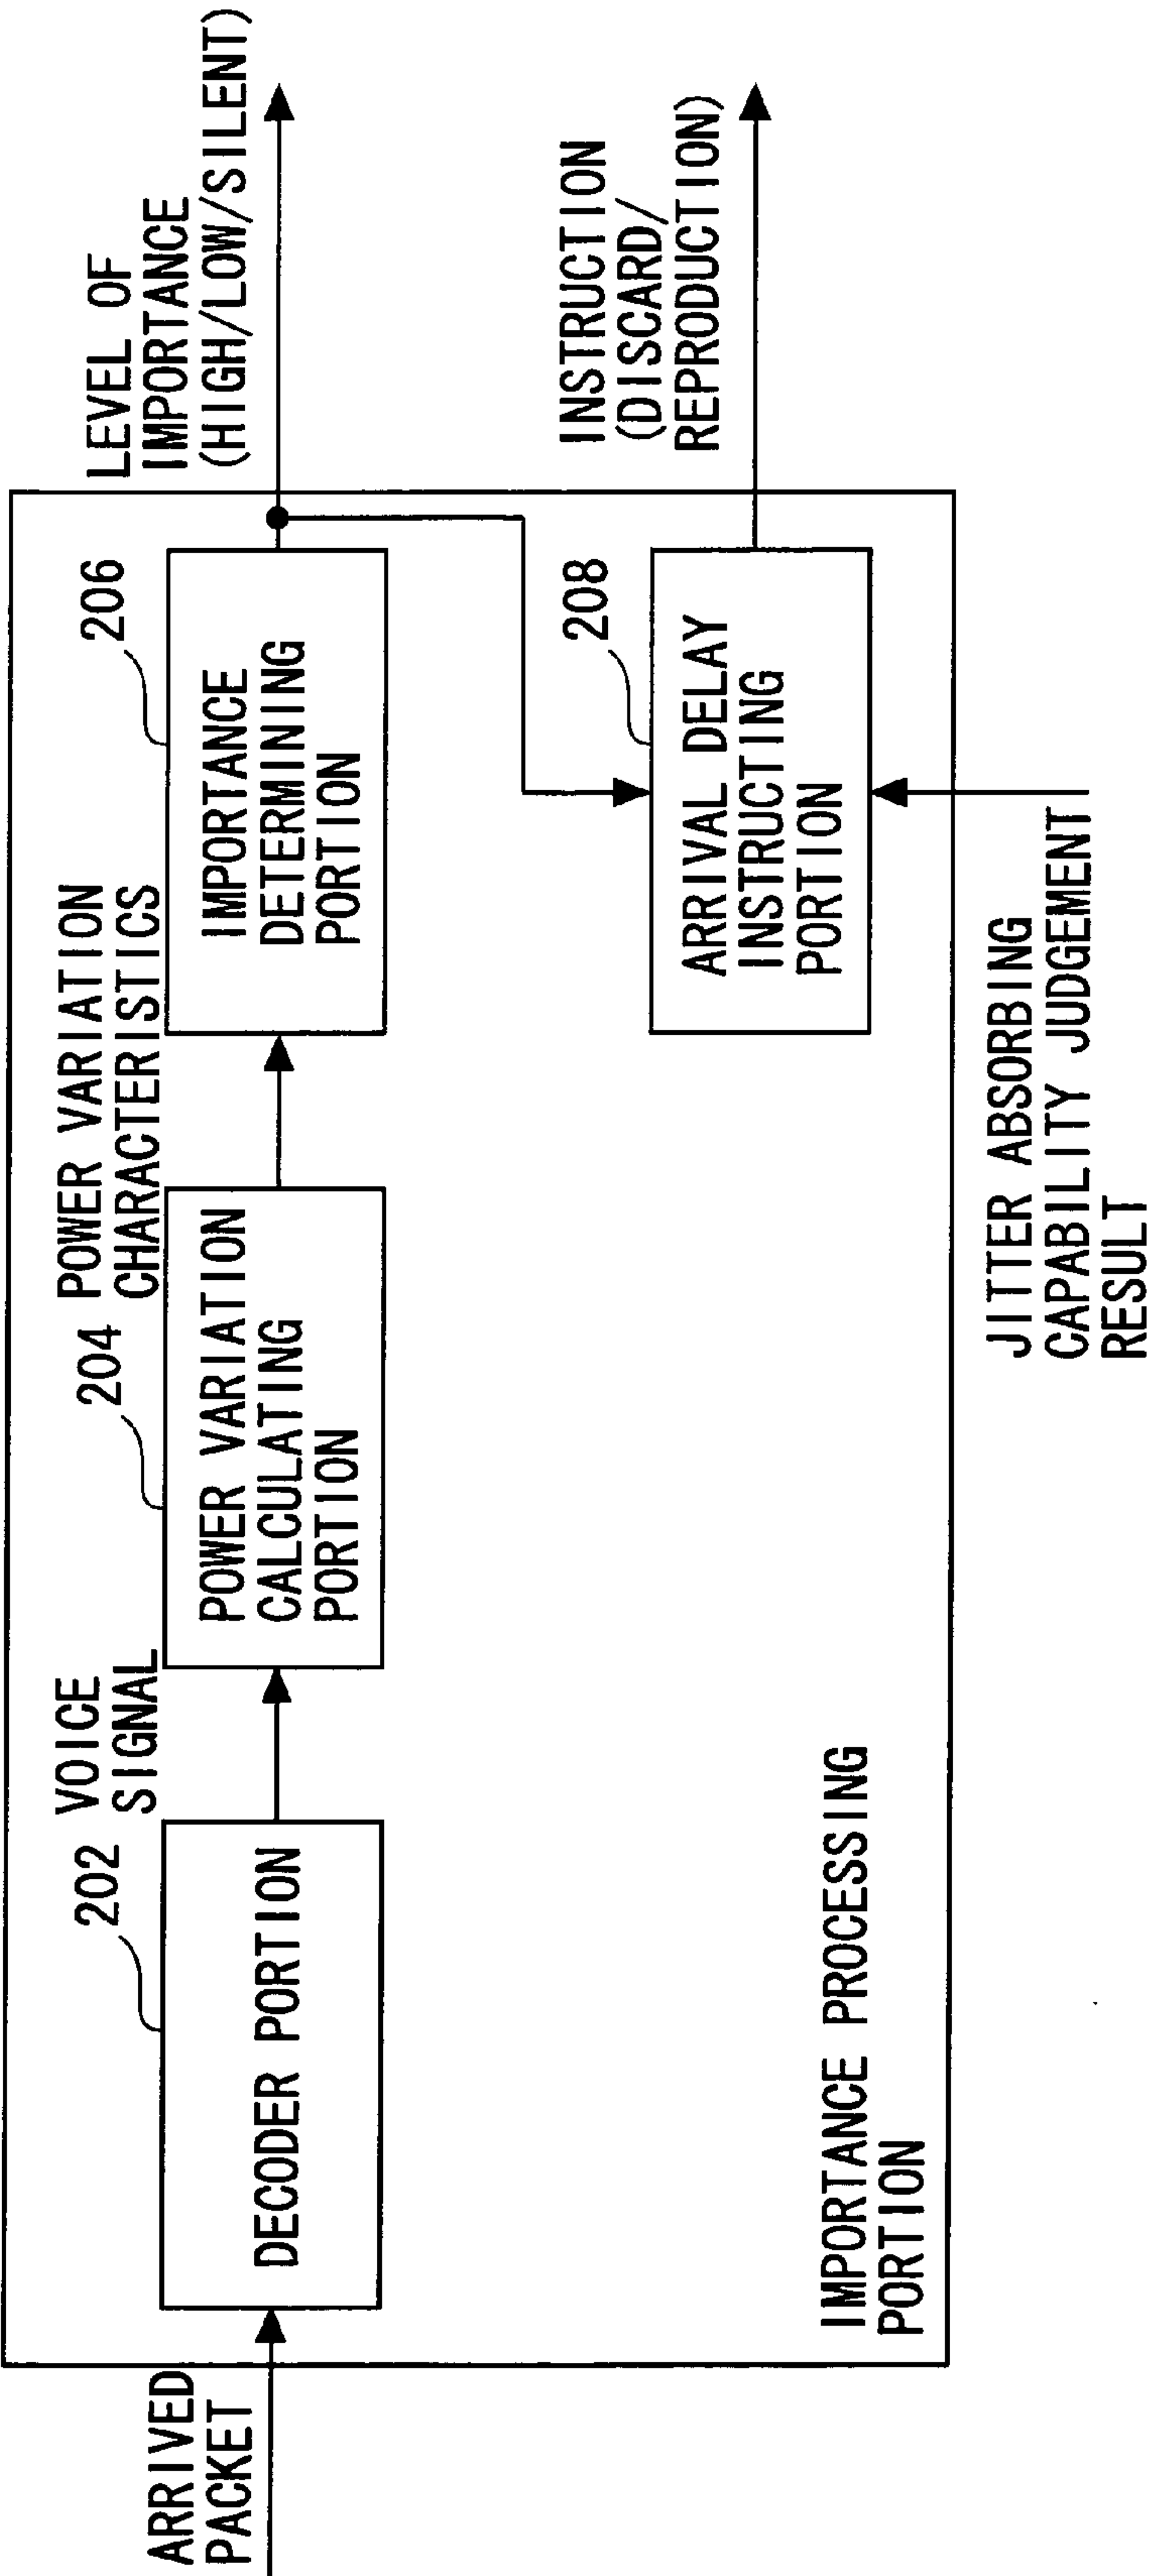 ARRIVED
PACKET
202
DECODER PORTION
VOICE
SIGNAL
204
POWER VARIATION
CALCULATING
PORTION
POWER VARIATION
CHARACTERISTICS
206
IMPORTANCE
DETERMINING
PORTION
LEVEL OF
IMPORTANCE
(HIGH/LOW/SILENT)
208
ARRIVAL DELAY
INSTRUCTING
PORTION
INSTRUCTION
(DISCARD/
REPRODUCTION)
IMPORTANCE PROCESSING
PORTION
JITTER ABSORBING
CAPABILITY JUDGEMENT
RESULT